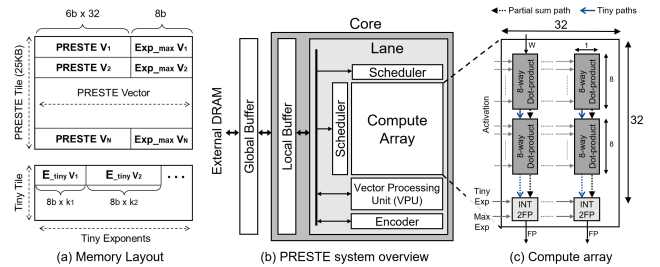 6b x 32
8b
PRESTE V1
Exp_max V1
PRESTE V2
Exp_max V2
PRESTE Vector
PRESTE VN
Exp_max VN
PRESTE Tile (25KB)
E_tiny V1
E_tiny V2
• • •
8b x k1
8b x k2
Tiny Tile
Tiny Exponents
(a) Memory Layout
Core
Lane
External DRAM
Global Buffer
Local Buffer
Scheduler
Scheduler
Compute
Array
Vector Processing
Unit (VPU)
Encoder
(b) PRESTE system overview
Partial sum path
Tiny paths
32
W
1
8-way
Dot-product
8-way
Dot-product
8
8-way
Dot-product
8-way
Dot-product
8
32
Activation
Tiny
Exp
Max
Exp
INT
2FP
INT
2FP
FP
FP
(c) Compute array